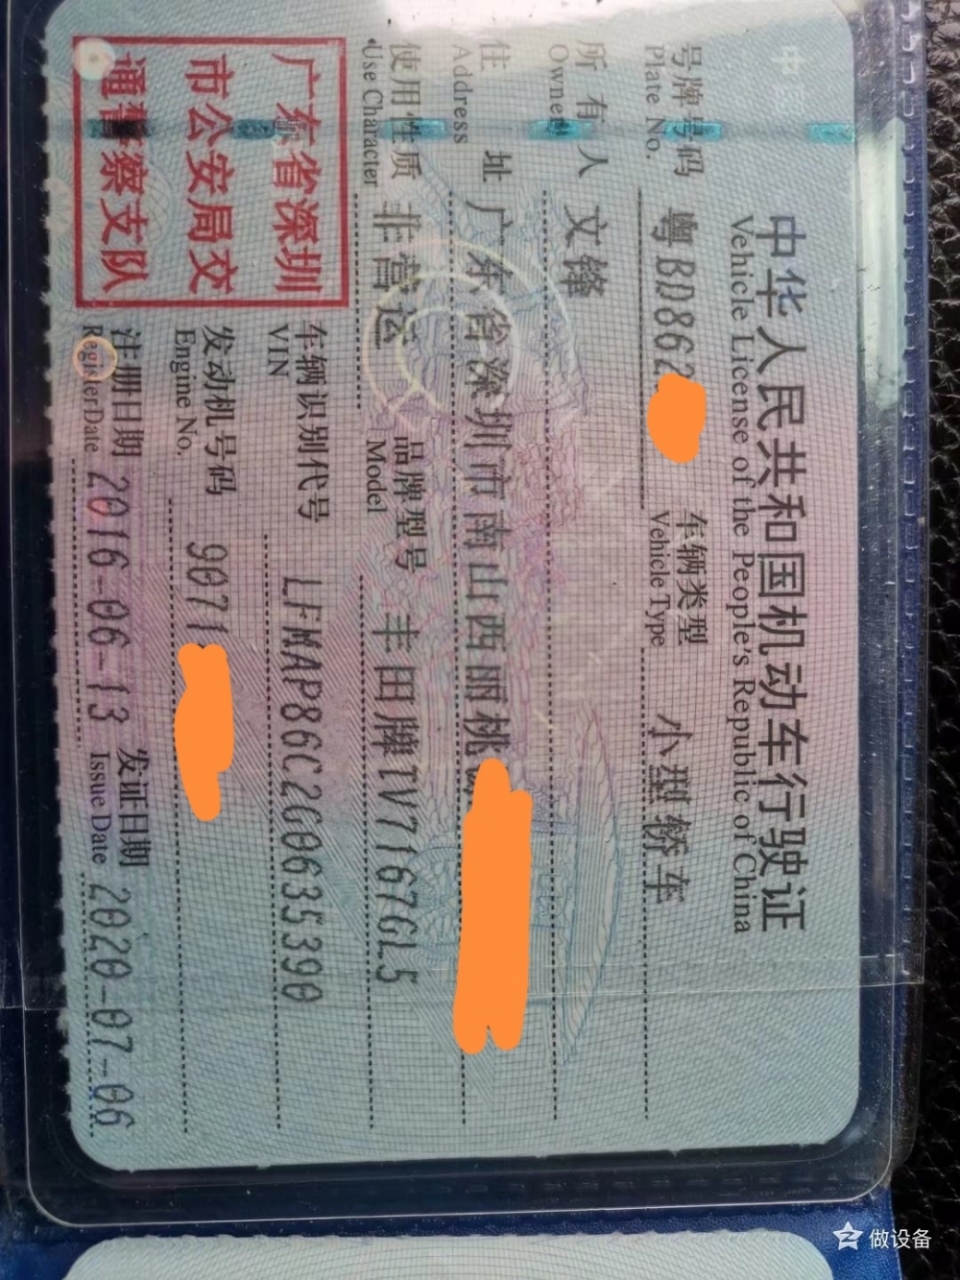 中华人民共和国机动车行驶证
Vehicle License of the People's Republic of China
号牌号码 粤BD862 车辆类型 小型轿车
Plate No. Vehicle Type
所有人 文锋
Owner
住址 广东省深圳市南山西丽桃
Address
使用性质 非营运 品牌型号 丰田牌TV7167GL5
Use Character Model
广东省深圳
市公安局交
通警察支队
车辆识别代号 LFMAP86C2G0635390
VIN
发动机号码 9071
Engine No.
注册日期 2016-06-13 发证日期 2020-07-06
Register Date Issue Date
做设备